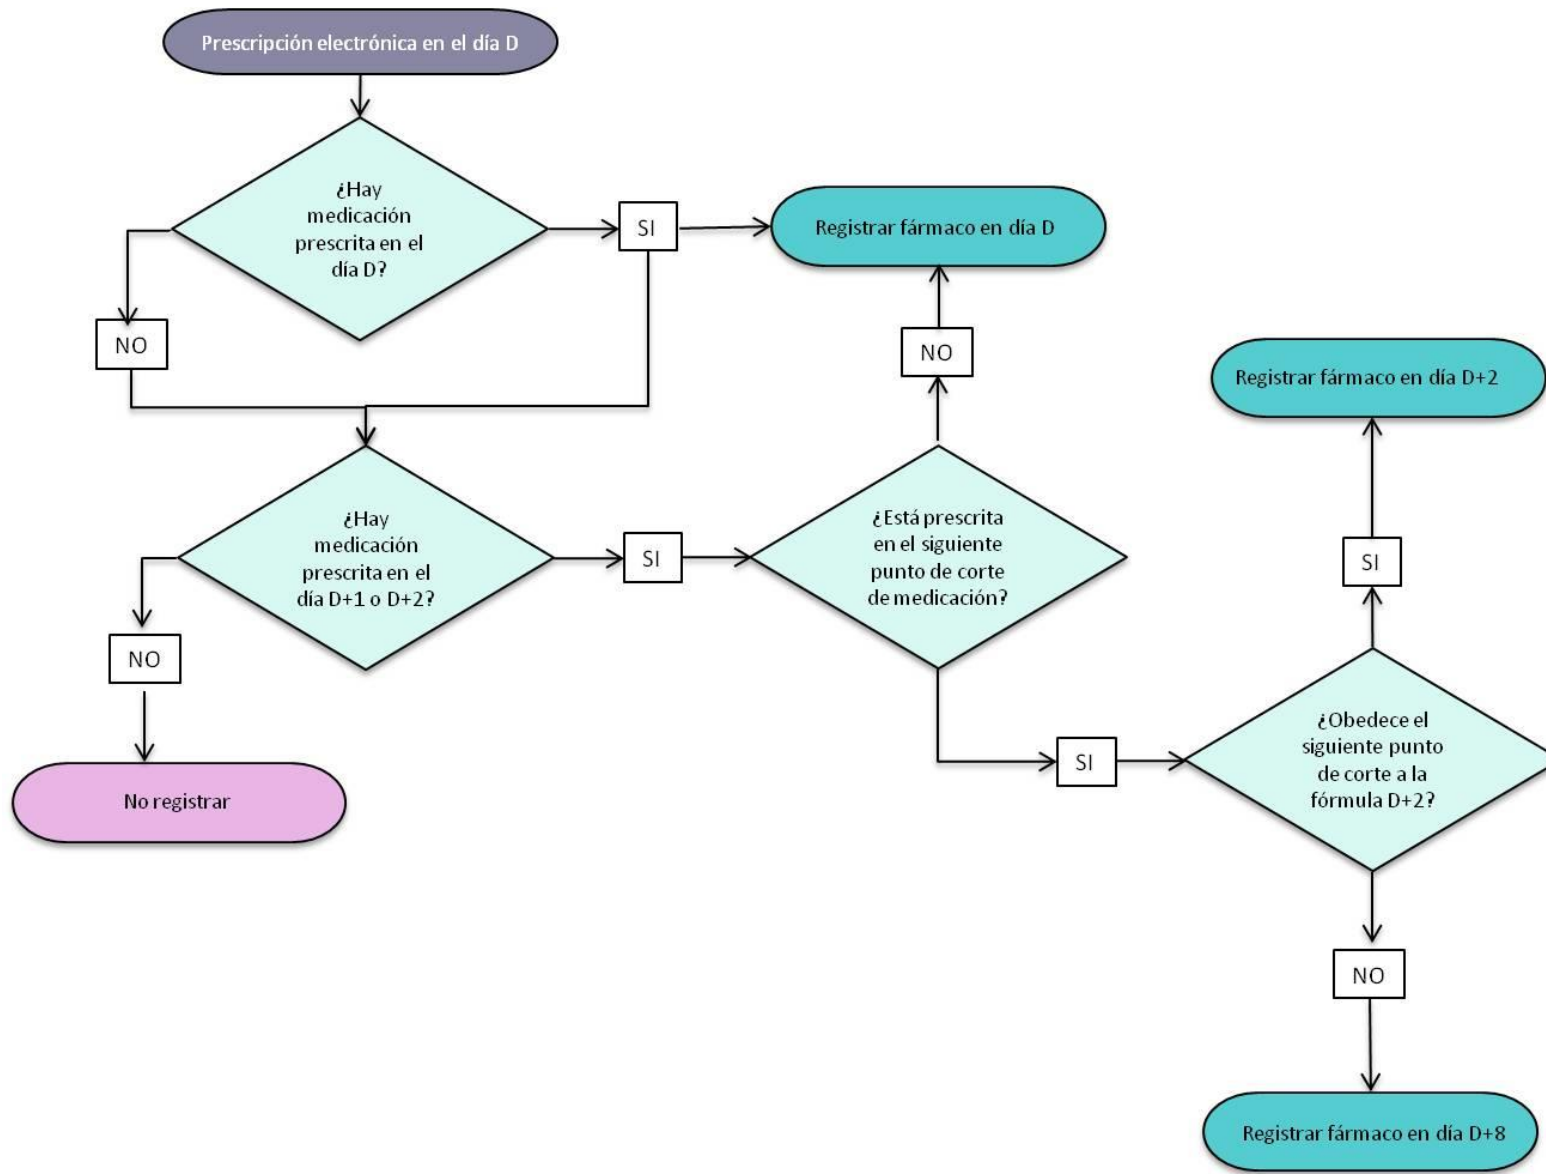 Prescripción electrónica en el día D
¿Hay
medicación
prescrita en el
día D?
SI
Registrar fármaco en día D
NO
NO
Registrar fármaco en día D+2
¿Hay
medicación
prescrita en el
día D+1 o D+2?
SI
¿Está prescrita
en el siguiente
punto de corte
de medicación?
SI
NO
No registrar
SI
¿Obedece el
siguiente punto
de corte a la
fórmula D+2?
NO
Registrar fármaco en día D+8